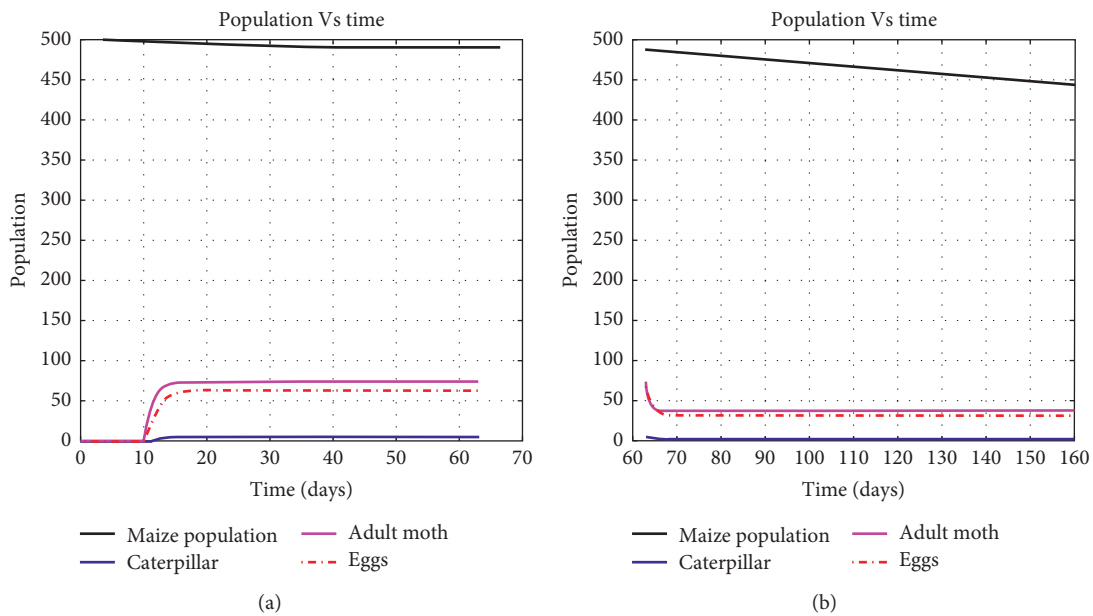 Population Vs time
500
450
400
350
300
500
200
150
100
50
0
Population
0 10 20 30 40 50 60 70
Time (days)
Maize population
Caterpillar
Adult moth
Eggs
(a)
Population Vs time
500
450
400
350
300
500
200
150
100
50
0
Population
60 70 80 90 100 110 120 130 140 150 160
Time (days)
Maize population
Caterpillar
Adult moth
Eggs
(b)